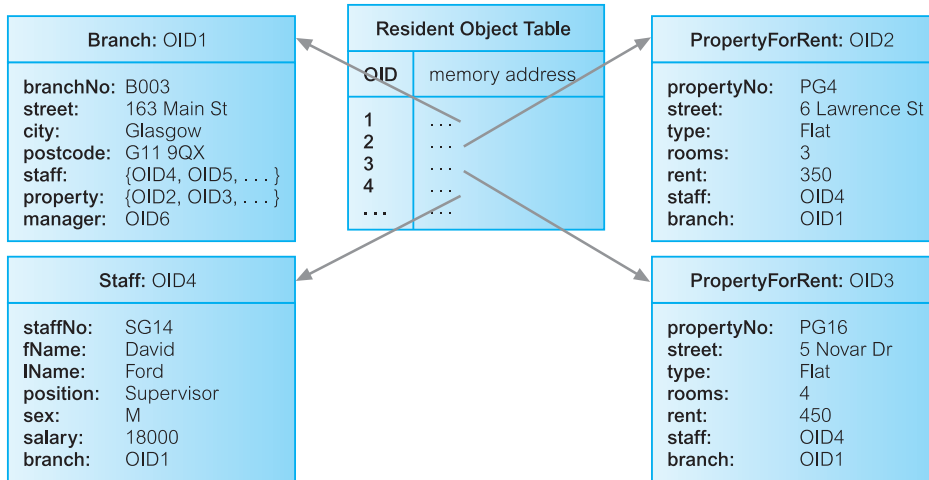 Branch: OID1
branchNo: B003
street: 163 Main St
city: Glasgow
postcode: G11 9QX
staff: {OID4, OID5, . . . }
property: {OID2, OID3, . . . }
manager: OID6
Resident Object Table
OID memory address
1 . . .
2 . . .
3 . . .
4 . . .
. . . . . .
PropertyForRent: OID2
propertyNo: PG4
street: 6 Lawrence St
type: Flat
rooms: 3
rent: 350
staff: OID4
branch: OID1
Staff: OID4
staffNo: SG14
fName: David
lName: Ford
position: Supervisor
sex: M
salary: 18000
branch: OID1
PropertyForRent: OID3
propertyNo: PG16
street: 5 Novar Dr
type: Flat
rooms: 4
rent: 450
staff: OID4
branch: OID1